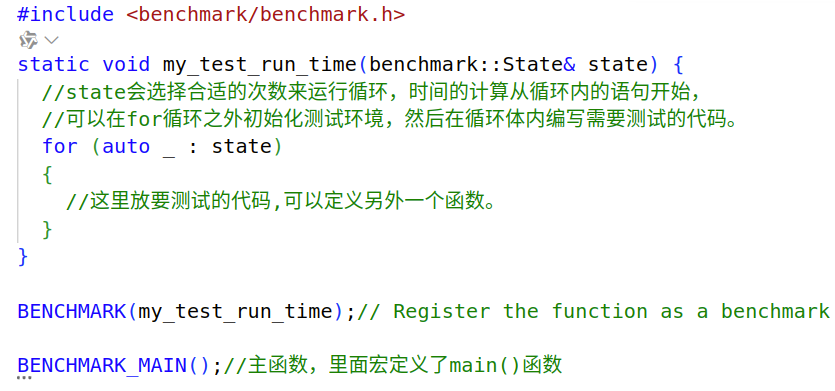 #include <benchmark/benchmark.h>
static void my_test_run_time(benchmark::State& state) {
//state会选择合适的次数来运行循环，时间的计算从循环内的语句开始，
//可以在for循环之外初始化测试环境，然后在循环体内编写需要测试的代码。
for (auto _ : state)
{
//这里放要测试的代码,可以定义另外一个函数。
}
}
BENCHMARK(my_test_run_time);// Register the function as a benchmark
BENCHMARK_MAIN();//主函数，里面宏定义了main()函数